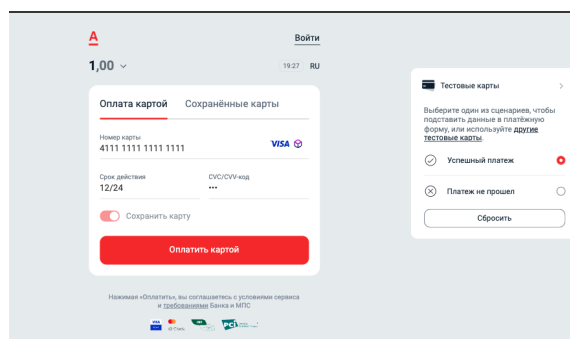 А
Войти
1,00
19:27 RU
Оплата картой Сохранённые карты
Номер карты
4111 1111 1111 1111
VISA
Срок действия CVC/CVV-код
12/24 •••
Сохранить карту
Оплатить картой
Нажимая «Оплатить», вы соглашаетесь с условиями сервиса
и требованиями Банка и МПС
VISA
PCI
Тестовые карты
Выберите один из сценариев, чтобы
подставить данные в платёжную
форму, или используйте другие
тестовые карты.
Успешный платеж
Платеж не прошел
Сбросить